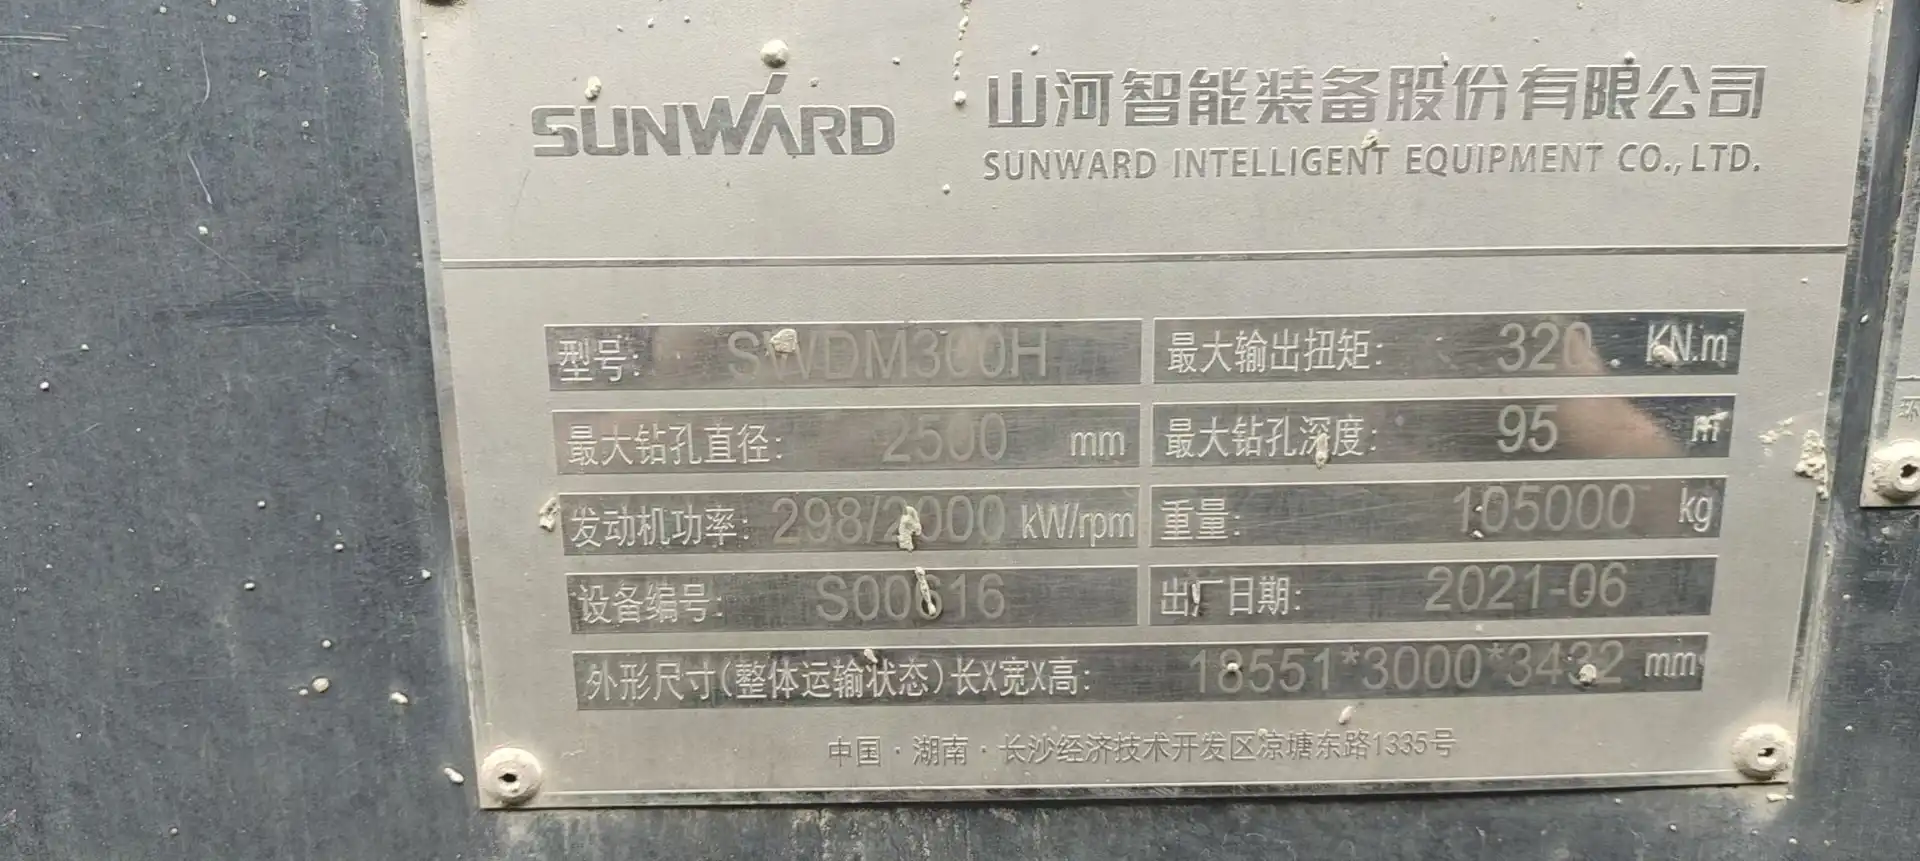 SUNWARD
山河智能装备股份有限公司
SUNWARD INTELLIGENT EQUIPMENT CO., LTD.
型号: SWDM300H 最大输出扭矩: 320 KN.m
最大钻孔直径: 2500 mm 最大钻孔深度: 95 m
发动机功率: 298/2000 kW/rpm 重量: 105000 kg
设备编号: S00616 出厂日期: 2021-06
外形尺寸(整体运输状态)长X宽X高: 18551*3000*3432 mm
中国·湖南·长沙经济技术开发区凉塘东路1335号
环